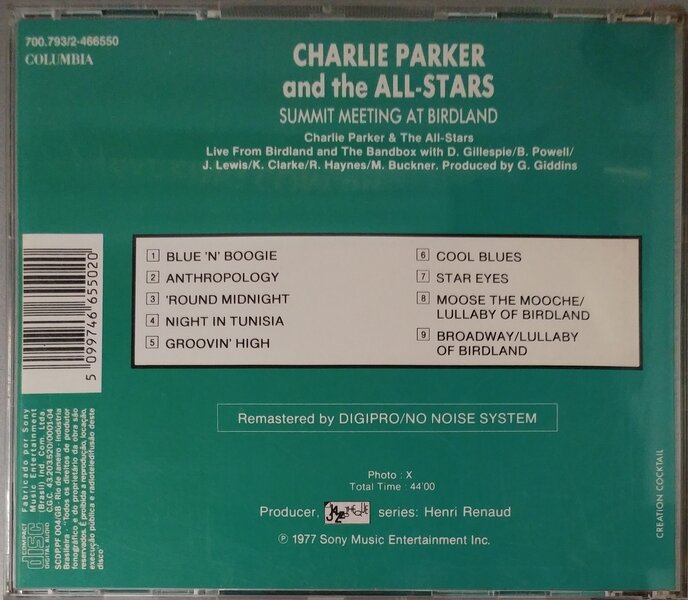 700.793/2-466550
COLUMBIA
CHARLIE PARKER
and the ALL-STARS
SUMMIT MEETING AT BIRDLAND
Charlie Parker & The All-Stars
Live From Birdland and The Bandbox with D. Gillespie/B. Powell/
J. Lewis/K. Clarke/R. Haynes/M. Buckner. Produced by G. Giddins
1 BLUE 'N' BOOGIE
2 ANTHROPOLOGY
3 'ROUND MIDNIGHT
4 NIGHT IN TUNISIA
5 GROOVIN' HIGH
6 COOL BLUES
7 STAR EYES
8 MOOSE THE MOOCHE/
LULLABY OF BIRDLAND
9 BROADWAY/LULLABY
OF BIRDLAND
5 099746 655020
Remastered by DIGIPRO/NO NOISE SYSTEM
Photo : X
Total Time : 44'00
Producer, JAZZ series: Henri Renaud
℗ 1977 Sony Music Entertainment Inc.
CREATION COCKTAIL
COMPACT
disc
DIGITAL AUDIO
Fabricado por Sony
Music Entertainment
(Brasil) Ind. Com. Ltda.
C.G.C. 43.203.520/0001-04
SCDP.PF 004/GB - Rio de Janeiro - Indústria
Brasileira - "Todos os direitos de produtor
fonográfico e do proprietário da obra são
reservados. É proibida a reprodução, locação,
execução pública e radioteledifusão deste
disco"